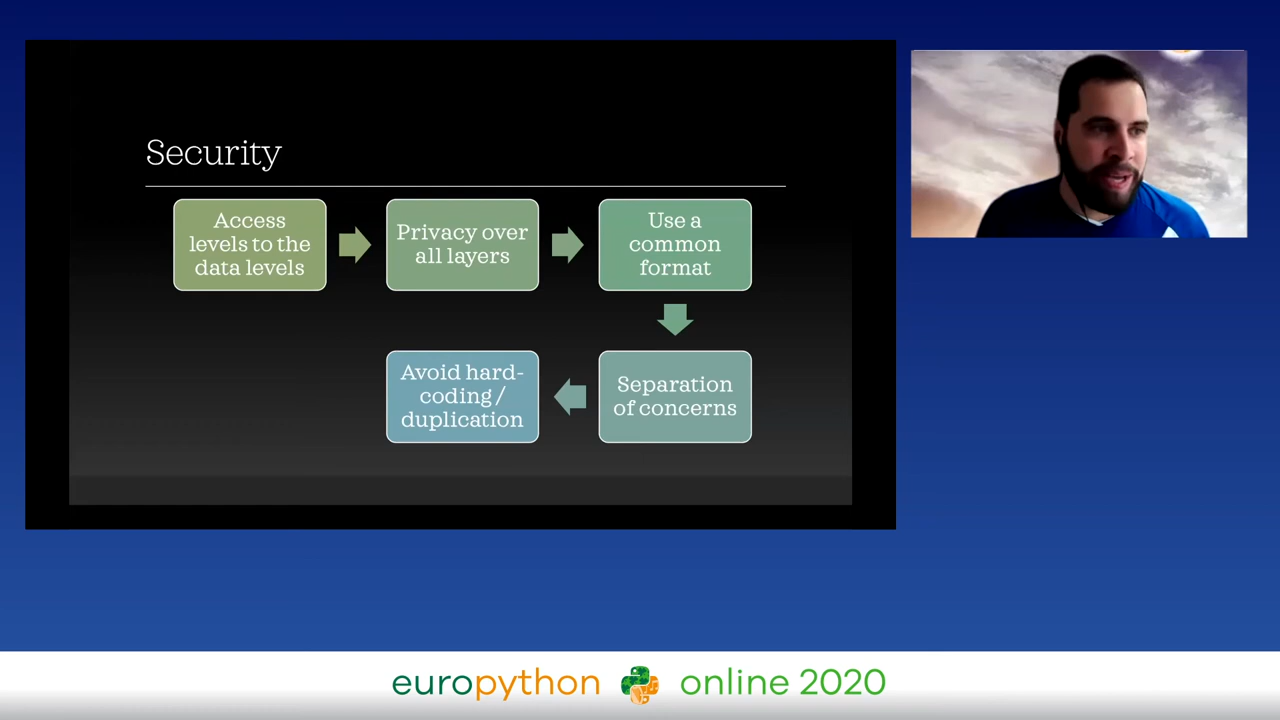 Security
Access
levels to the
data levels
Privacy over
all layers
Use a
common
format
Separation
of concerns
Avoid hard-
coding /
duplication
europython online 2020